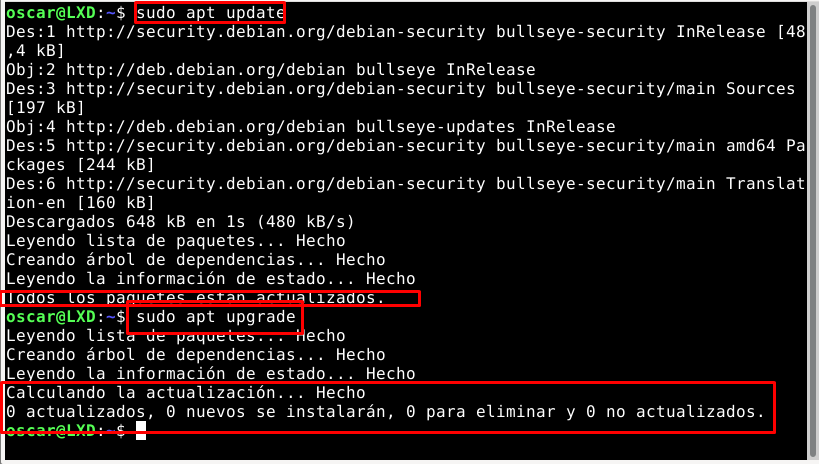 oscar@LXD:~$ sudo apt update
Des:1 http://security.debian.org/debian-security bullseye-security InRelease [48
,4 kB]
Obj:2 http://deb.debian.org/debian bullseye InRelease
Des:3 http://security.debian.org/debian-security bullseye-security/main Sources
[197 kB]
Obj:4 http://deb.debian.org/debian bullseye-updates InRelease
Des:5 http://security.debian.org/debian-security bullseye-security/main amd64 Pa
ckages [244 kB]
Des:6 http://security.debian.org/debian-security bullseye-security/main Translat
ion-en [160 kB]
Descargados 648 kB en 1s (480 kB/s)
Leyendo lista de paquetes... Hecho
Creando árbol de dependencias... Hecho
Leyendo la información de estado... Hecho
Todos los paquetes están actualizados.
oscar@LXD:~$ sudo apt upgrade
Leyendo lista de paquetes... Hecho
Creando árbol de dependencias... Hecho
Leyendo la información de estado... Hecho
Calculando la actualización... Hecho
0 actualizados, 0 nuevos se instalarán, 0 para eliminar y 0 no actualizados.
oscar@LXD:~$